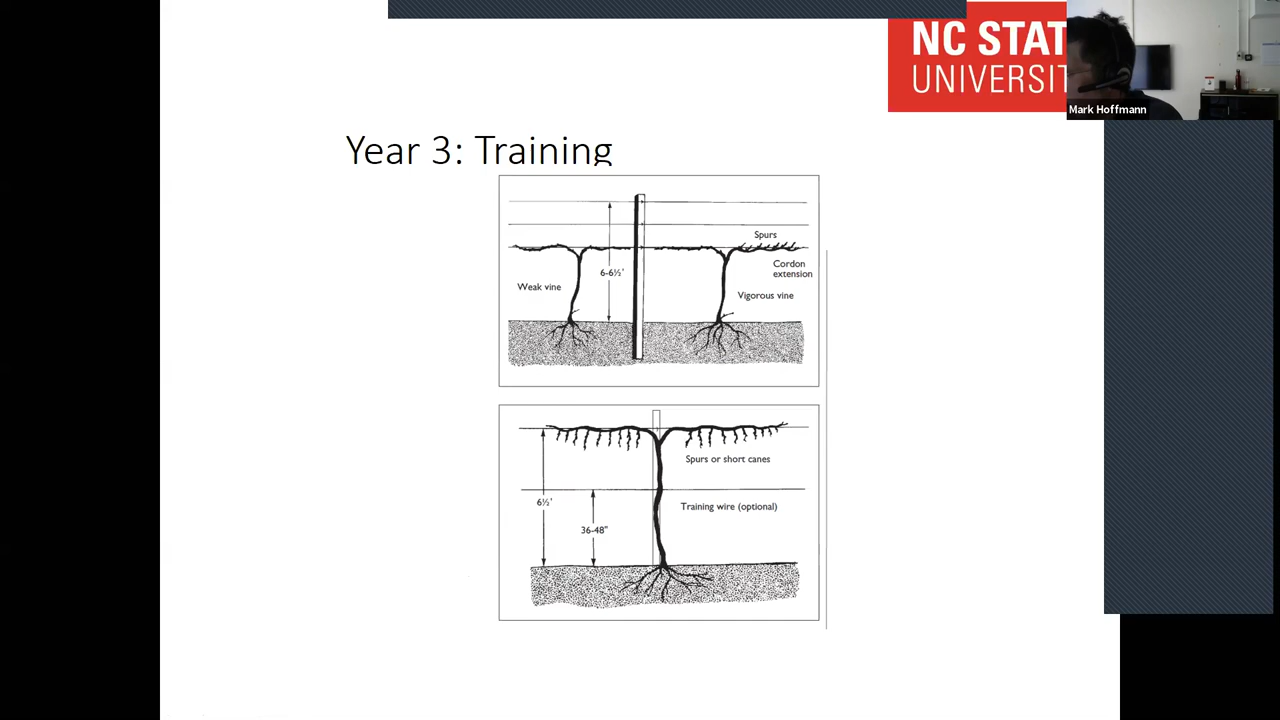 NC STAT
UNIVERSIT
Mark Hoffmann
Year 3: Training
Spurs
Cordon
extension
6-6½'
Weak vine
Vigorous vine
Spurs or short canes
6½'
Training wire (optional)
36-48"